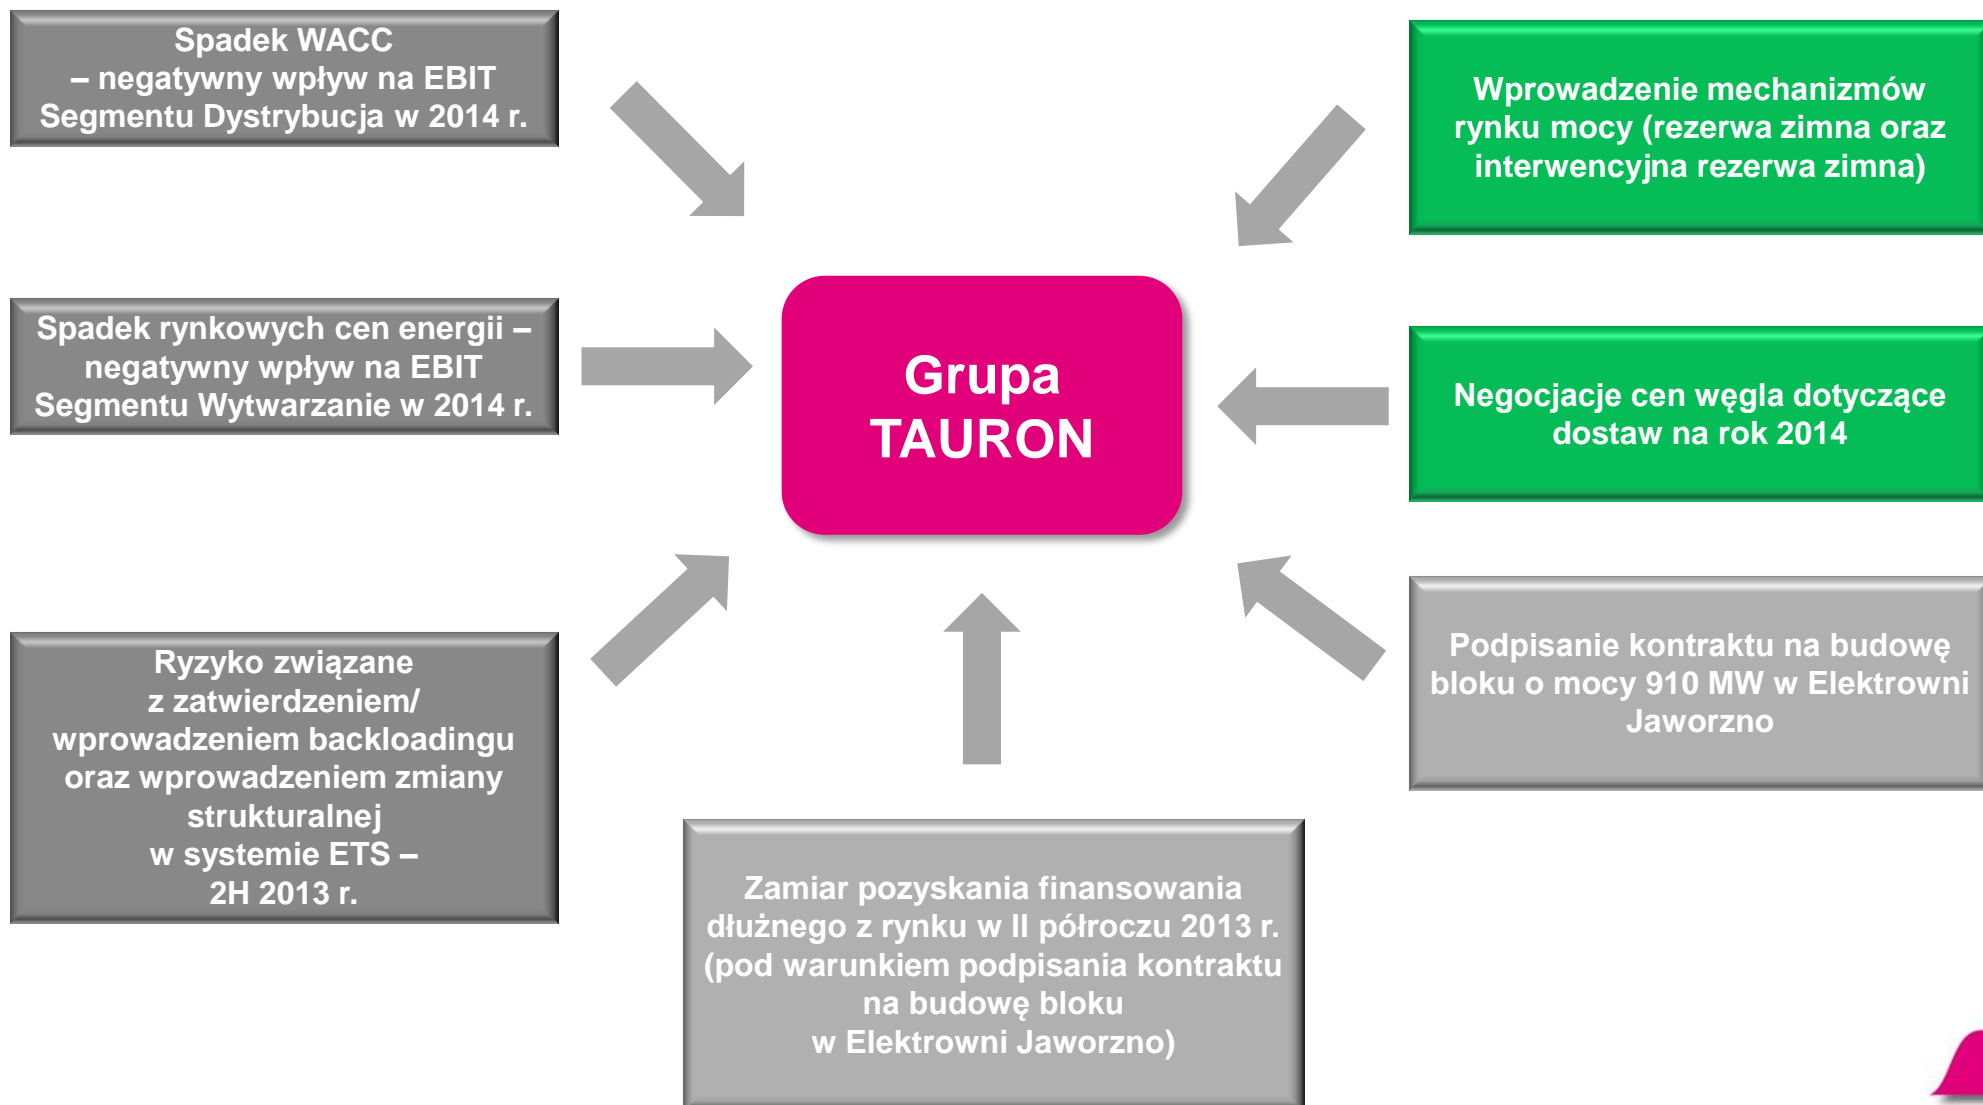 Spadek WACC
– negatywny wpływ na EBIT
Segmentu Dystrybucja w 2014 r.
Spadek rynkowych cen energii –
negatywny wpływ na EBIT
Segmentu Wytwarzanie w 2014 r.
Ryzyko związane
z zatwierdzeniem/
wprowadzeniem backloadingu
oraz wprowadzeniem zmiany
strukturalnej
w systemie ETS –
2H 2013 r.
Grupa
TAURON
Zamiar pozyskania finansowania
dłużnego z rynku w II półroczu 2013 r.
(pod warunkiem podpisania kontraktu
na budowę bloku
w Elektrowni Jaworzno)
Wprowadzenie mechanizmów
rynku mocy (rezerwa zimna oraz
interwencyjna rezerwa zimna)
Negocjacje cen węgla dotyczące
dostaw na rok 2014
Podpisanie kontraktu na budowę
bloku o mocy 910 MW w Elektrowni
Jaworzno